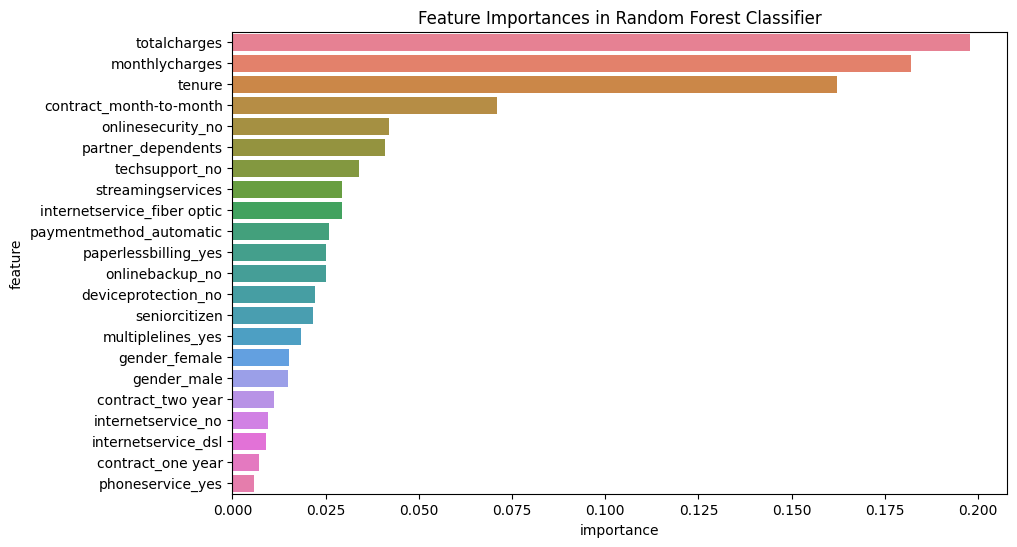 Feature Importances in Random Forest Classifier
totalcharges
monthlycharges
tenure
contract_month-to-month
onlinesecurity_no
partner_dependents
techsupport_no
streamingservices
internetservice_fiber optic
paymentmethod_automatic
paperlessbilling_yes
onlinebackup_no
deviceprotection_no
seniorcitizen
multiplelines_yes
gender_female
gender_male
contract_two year
internetservice_no
internetservice_dsl
contract_one year
phoneservice_yes
feature
0.000 0.025 0.050 0.075 0.100 0.125 0.150 0.175 0.200
importance